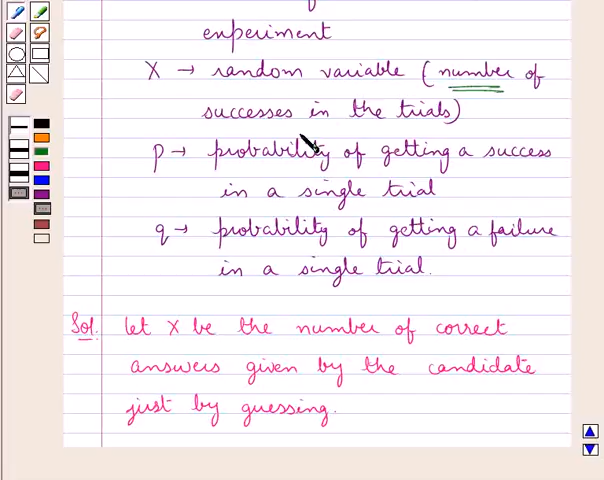 experiment
X → random variable (number of
successes in the trials)
p → probability of getting a success
in a single trial
q → probability of getting a failure
in a single trial.
Sol. let X be the number of correct
answers given by the candidate
just by guessing.